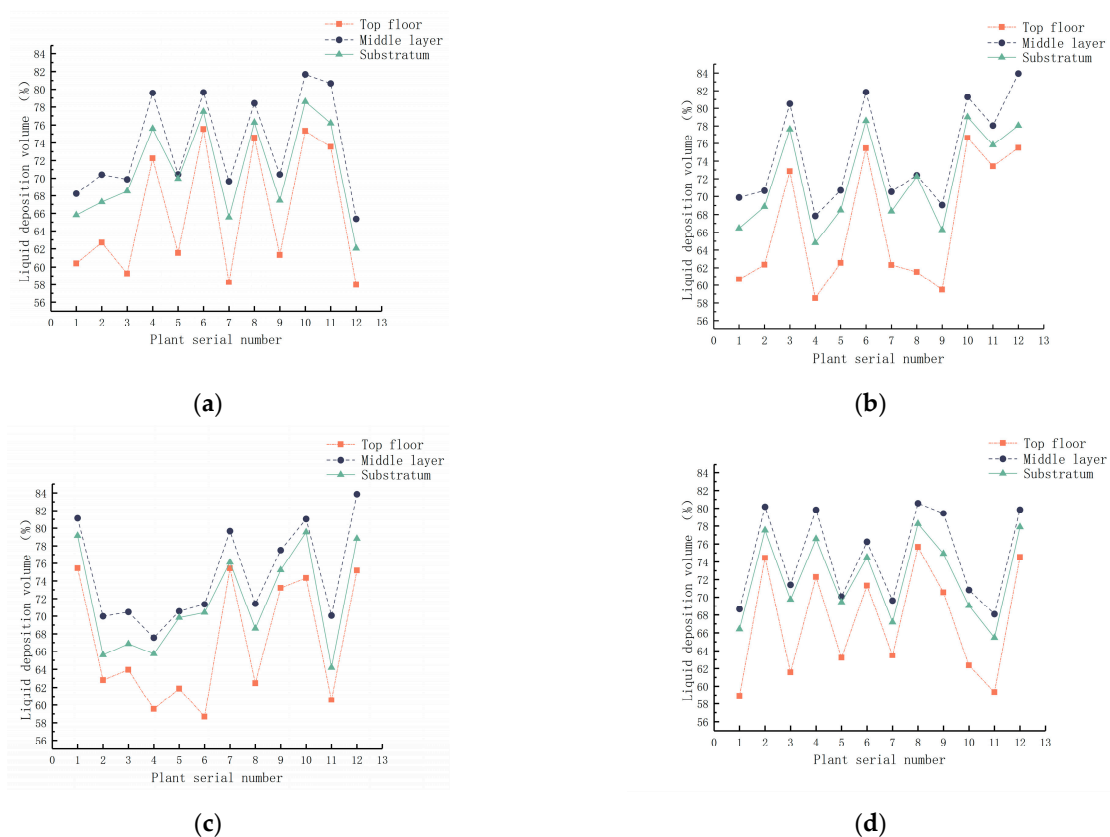 Top floor
Middle layer
Substratum
Liquid deposition volume (%)
84
82
80
78
76
74
72
70
68
66
64
62
60
58
56
0 1 2 3 4 5 6 7 8 9 10 11 12 13
Plant serial number
(a)
Top floor
Middle layer
Substratum
Liquid deposition volume (%)
84
82
80
78
76
74
72
70
68
66
64
62
60
58
56
0 1 2 3 4 5 6 7 8 9 10 11 12 13
Plant serial number
(b)
Top floor
Middle layer
Substratum
Liquid deposition volume (%)
84
82
80
78
76
74
72
70
68
66
64
62
60
58
56
0 1 2 3 4 5 6 7 8 9 10 11 12 13
Plant serial number
(c)
Top floor
Middle layer
Substratum
Liquid deposition volume (%)
84
82
80
78
76
74
72
70
68
66
64
62
60
58
56
0 1 2 3 4 5 6 7 8 9 10 11 12 13
Plant serial number
(d)